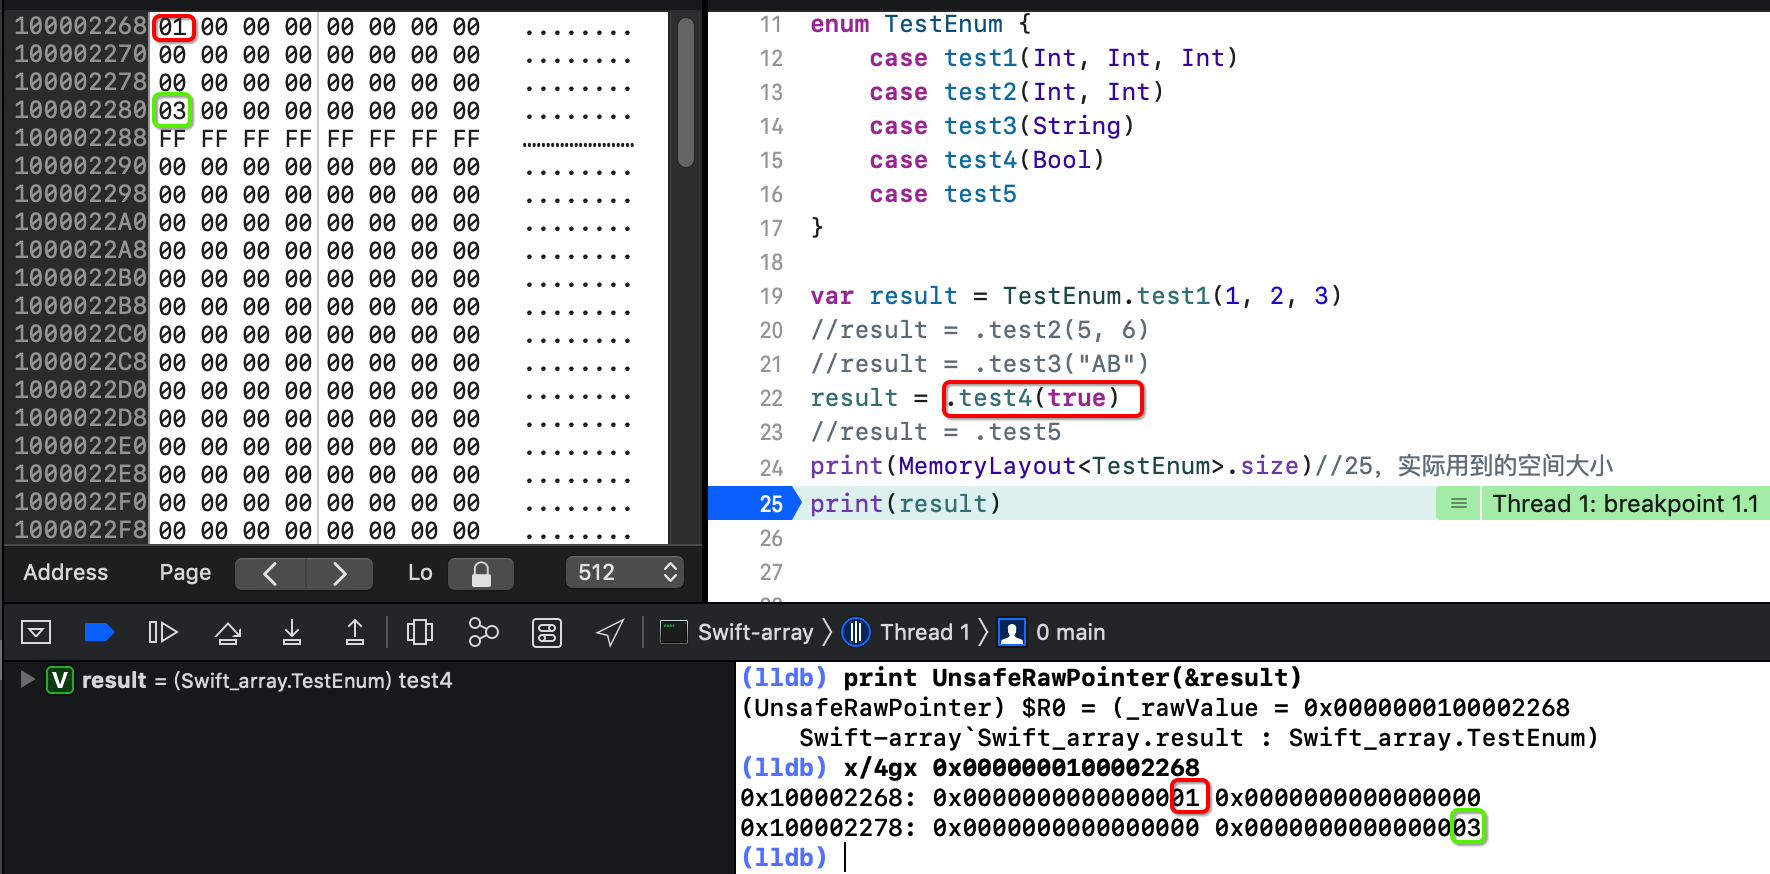 100002268 01 00 00 00 00 00 00 00 ........
100002270 00 00 00 00 00 00 00 00 ........
100002278 00 00 00 00 00 00 00 00 ........
100002280 03 00 00 00 00 00 00 00 ........
100002288 FF FF FF FF FF FF FF FF
100002290 00 00 00 00 00 00 00 00 ........
100002298 00 00 00 00 00 00 00 00 ........
1000022A0 00 00 00 00 00 00 00 00 ........
1000022A8 00 00 00 00 00 00 00 00 ........
1000022B0 00 00 00 00 00 00 00 00 ........
1000022B8 00 00 00 00 00 00 00 00 ........
1000022C0 00 00 00 00 00 00 00 00 ........
1000022C8 00 00 00 00 00 00 00 00 ........
1000022D0 00 00 00 00 00 00 00 00 ........
1000022D8 00 00 00 00 00 00 00 00 ........
1000022E0 00 00 00 00 00 00 00 00 ........
1000022E8 00 00 00 00 00 00 00 00 ........
1000022F0 00 00 00 00 00 00 00 00 ........
1000022F8 00 00 00 00 00 00 00 00 ........
Address Page Lo 512
11 enum TestEnum {
12 case test1(Int, Int, Int)
13 case test2(Int, Int)
14 case test3(String)
15 case test4(Bool)
16 case test5
17 }
18
19 var result = TestEnum.test1(1, 2, 3)
20 //result = .test2(5, 6)
21 //result = .test3("AB")
22 result = .test4(true)
23 //result = .test5
24 print(MemoryLayout<TestEnum>.size)//25，实际用到的空间大小
25 print(result) Thread 1: breakpoint 1.1
26
27
Swift-array Thread 1 0 main
V result = (Swift_array.TestEnum) test4
(lldb) print UnsafeRawPointer(&result)
(UnsafeRawPointer) $R0 = (_rawValue = 0x0000000100002268
Swift-array`Swift_array.result : Swift_array.TestEnum)
(lldb) x/4gx 0x0000000100002268
0x100002268: 0x0000000000000001 0x0000000000000000
0x100002278: 0x0000000000000000 0x0000000000000003
(lldb)